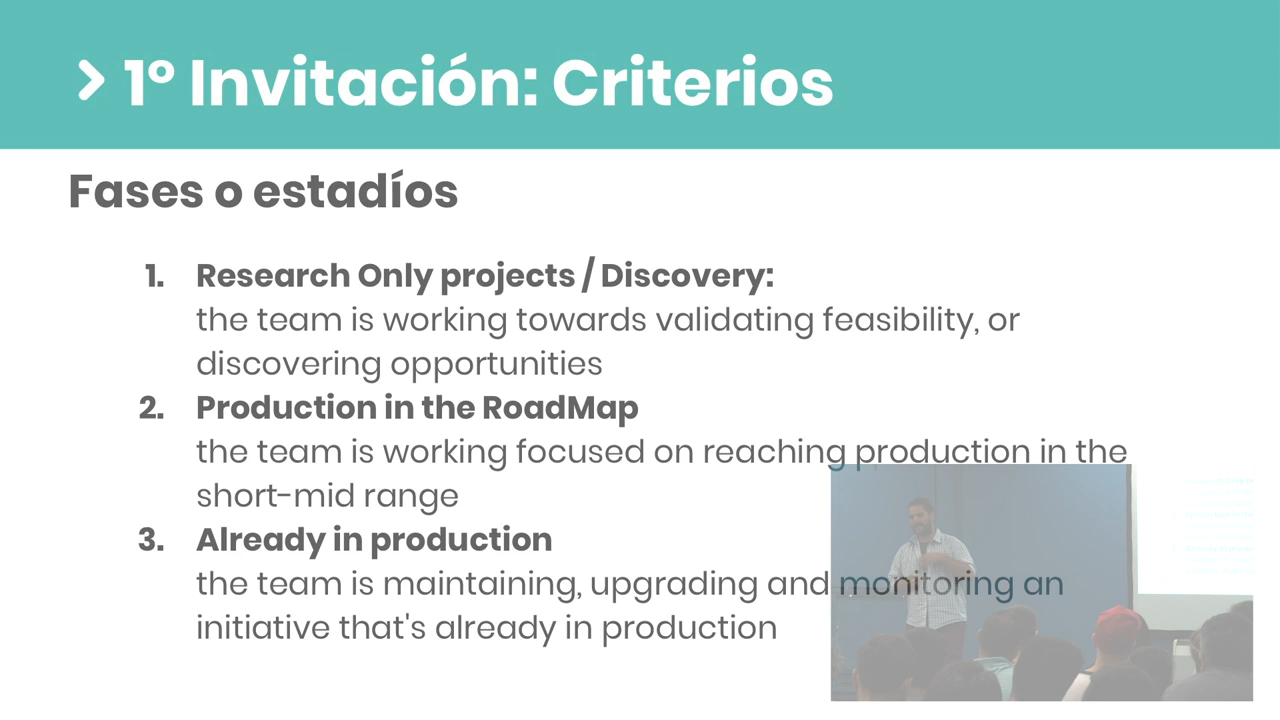 1º Invitación: Criterios
Fases o estadíos
1. Research Only projects / Discovery:
the team is working towards validating feasibility, or
discovering opportunities
2. Production in the RoadMap
the team is working focused on reaching production in the
short-mid range
3. Already in production
the team is maintaining, upgrading and monitoring an
initiative that's already in production